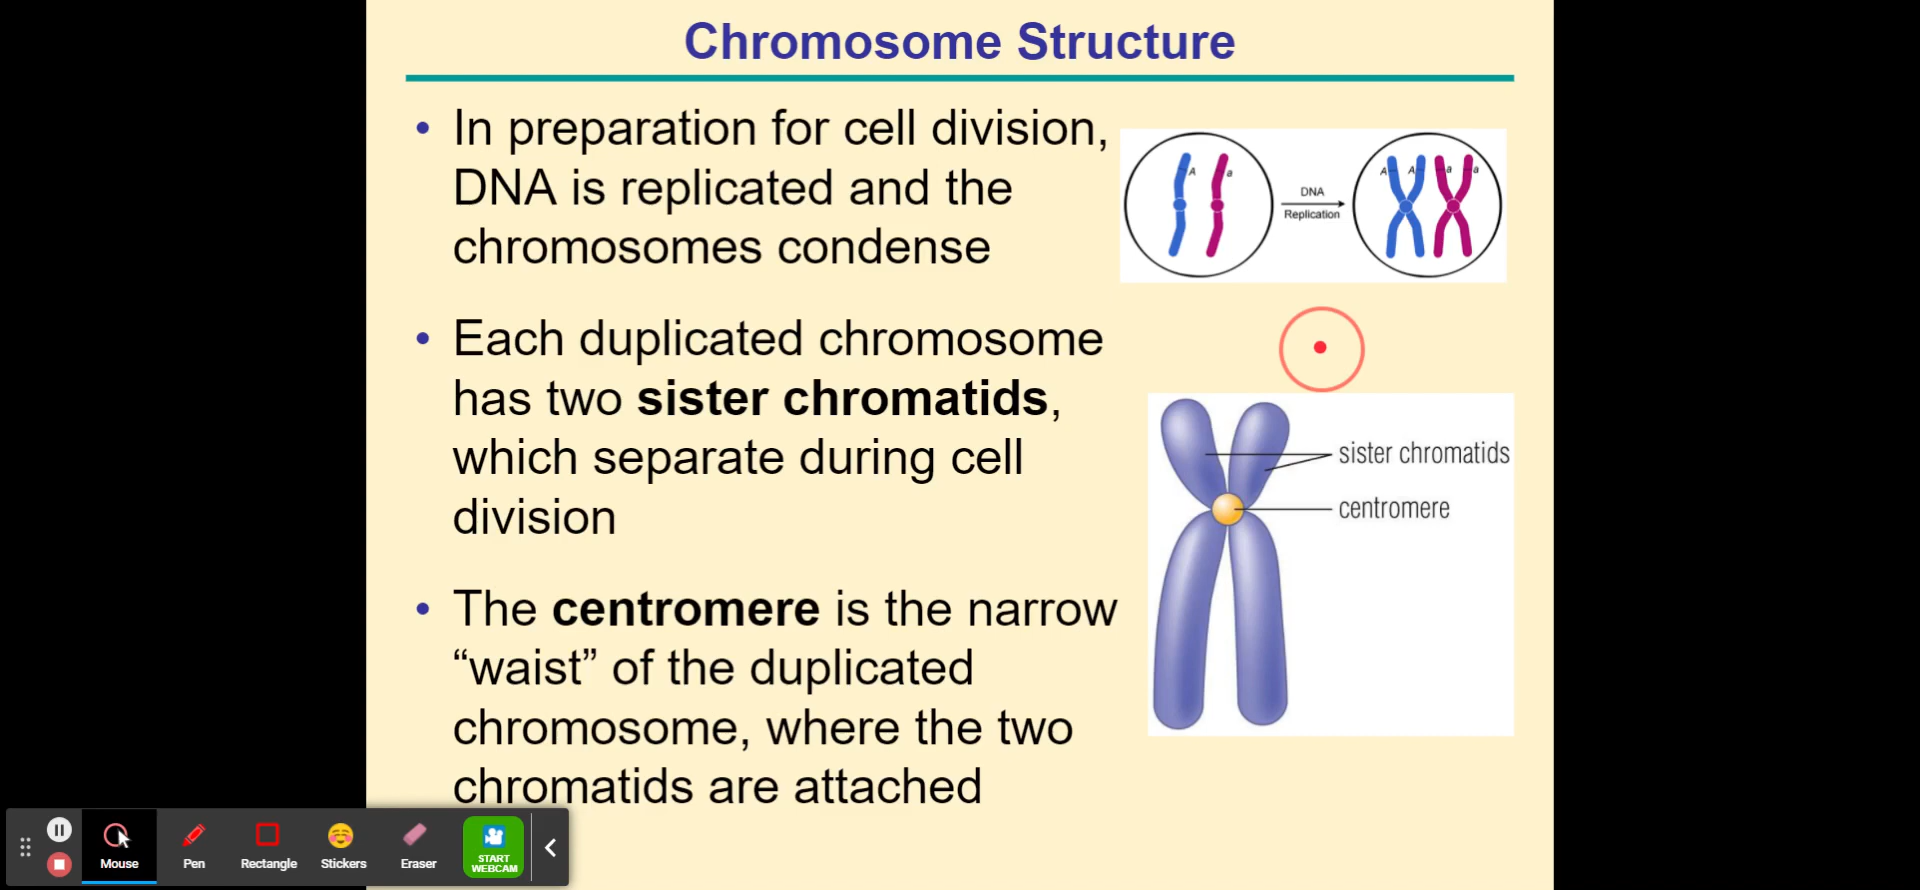 Chromosome Structure
• In preparation for cell division,
DNA is replicated and the
chromosomes condense
• Each duplicated chromosome
has two sister chromatids,
which separate during cell
division
• The centromere is the narrow
“waist” of the duplicated
chromosome, where the two
chromatids are attached
A a
DNA
Replication
A A a a
sister chromatids
centromere
Mouse Pen Rectangle Stickers Eraser
START
WEBCAM